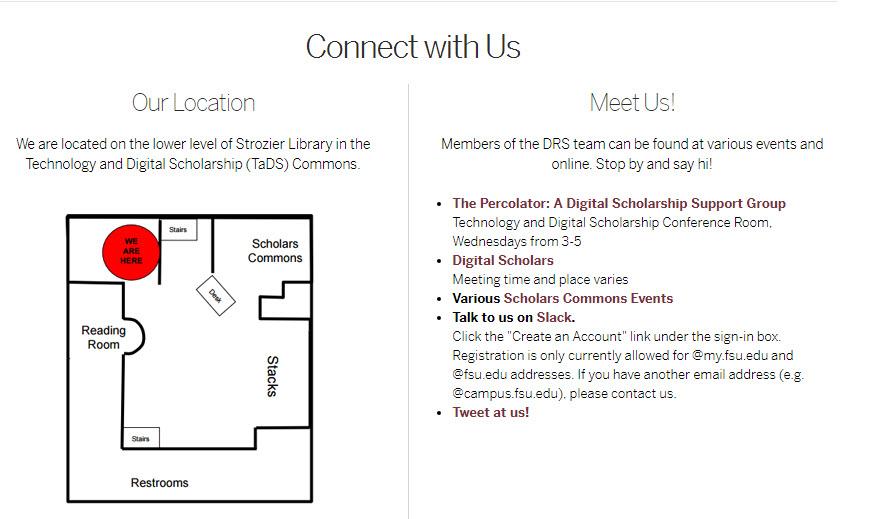 Connect with Us
Our Location
We are located on the lower level of Strozier Library in the
Technology and Digital Scholarship (TaDS) Commons.
WE
ARE
HERE
Stairs
Scholars
Commons
Desk
Reading
Room
Stacks
Stairs
Restrooms
Meet Us!
Members of the DRS team can be found at various events and
online. Stop by and say hi!
• The Percolator: A Digital Scholarship Support Group
Technology and Digital Scholarship Conference Room,
Wednesdays from 3-5
• Digital Scholars
Meeting time and place varies
• Various Scholars Commons Events
• Talk to us on Slack.
Click the "Create an Account" link under the sign-in box.
Registration is only currently allowed for @my.fsu.edu and
@fsu.edu addresses. If you have another email address (e.g.
@campus.fsu.edu), please contact us.
• Tweet at us!